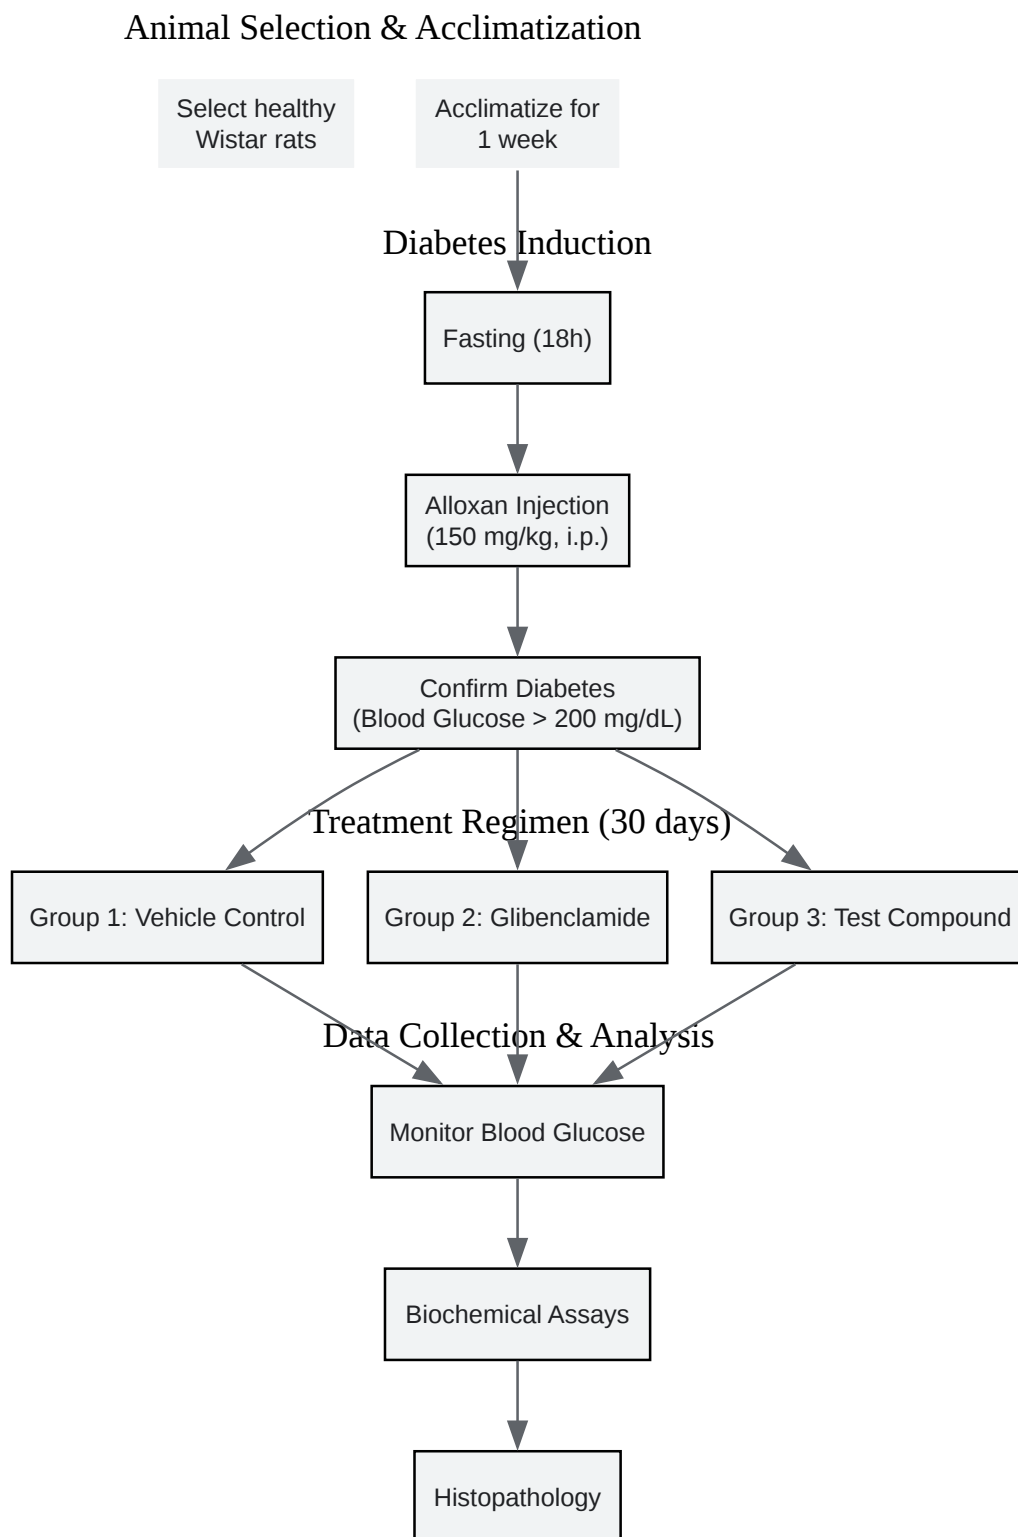 Animal Selection & Acclimatization
Select healthy
Wistar rats
Acclimatize for
1 week
Diabetes Induction
Fasting (18h)
Alloxan Injection
(150 mg/kg, i.p.)
Confirm Diabetes
(Blood Glucose > 200 mg/dL)
Treatment Regimen (30 days)
Group 1: Vehicle Control
Group 2: Glibenclamide
Group 3: Test Compound
Data Collection & Analysis
Monitor Blood Glucose
Biochemical Assays
Histopathology